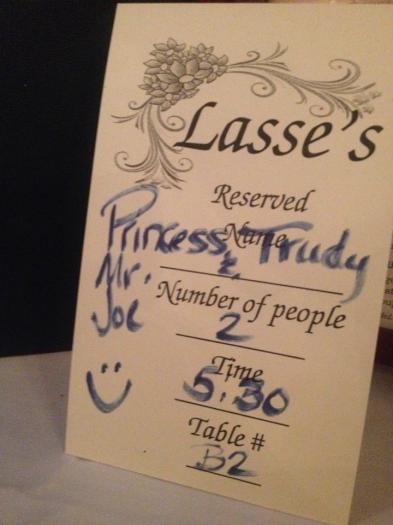 Lasse's
Reserved
Name
Princess Trudy
&
Mr.
Joe
Number of people
2
Time
5:30
Table #
B2